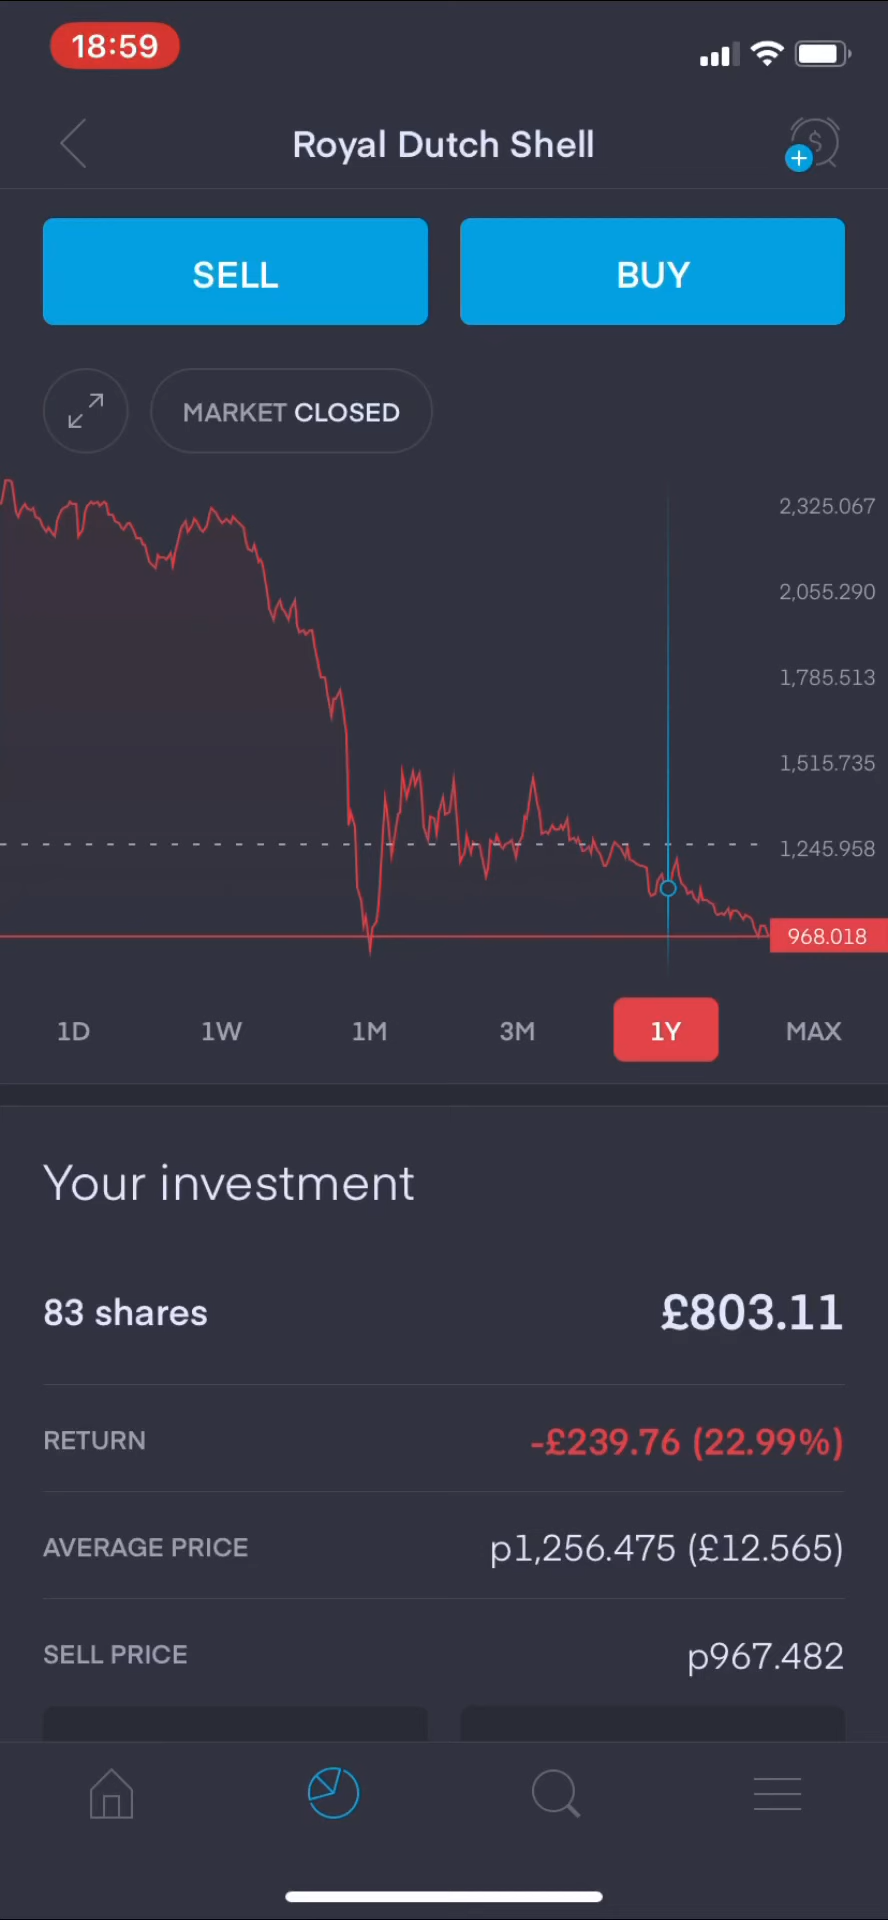 18:59
Royal Dutch Shell
$
SELL
BUY
MARKET CLOSED
2,325.067
2,055.290
1,785.513
1,515.735
1,245.958
968.018
1D
1W
1M
3M
1Y
MAX
Your investment
83 shares
£803.11
RETURN
-£239.76 (22.99%)
AVERAGE PRICE
p1,256.475 (£12.565)
SELL PRICE
p967.482